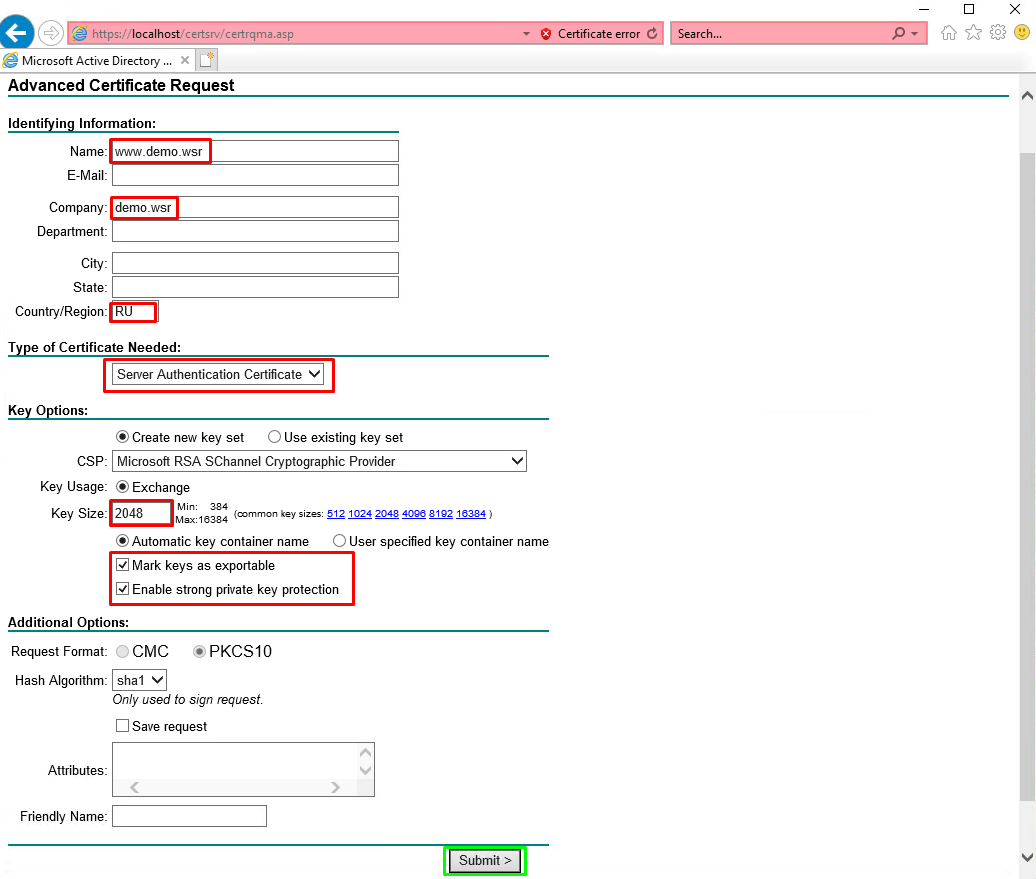 https://localhost/certsrv/certrqma.asp
Certificate error
Search...
Microsoft Active Directory ...
Advanced Certificate Request
Identifying Information:
Name: www.demo.wsr
E-Mail:
Company: demo.wsr
Department:
City:
State:
Country/Region: RU
Type of Certificate Needed:
Server Authentication Certificate
Key Options:
Create new key set Use existing key set
CSP: Microsoft RSA SChannel Cryptographic Provider
Key Usage: Exchange
Key Size: 2048 Min: 384 Max:16384 (common key sizes: 512 1024 2048 4096 8192 16384 )
Automatic key container name User specified key container name
Mark keys as exportable
Enable strong private key protection
Additional Options:
Request Format: CMC PKCS10
Hash Algorithm: sha1
Only used to sign request.
Save request
Attributes:
Friendly Name:
Submit >